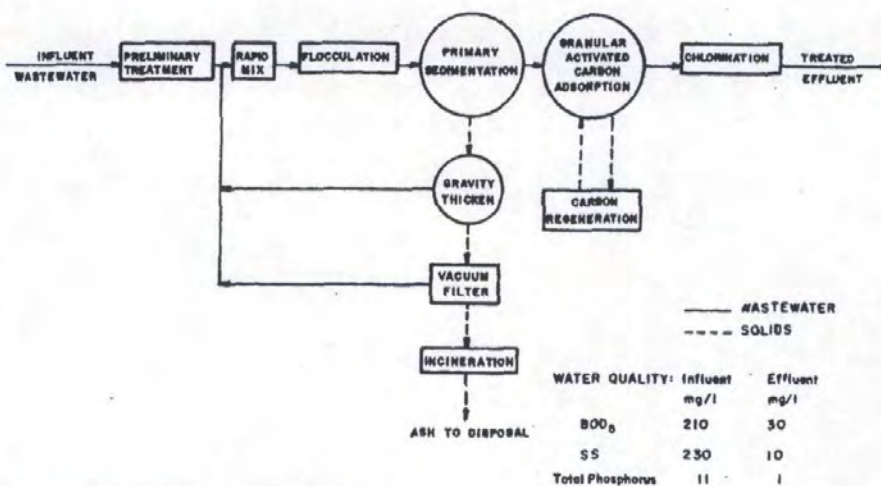 INFLUENT
WASTEWATER
PRELIMINARY
TREATMENT
RAPID
MIX
FLOCCULATION
PRIMARY
SEDIMENTATION
GRANULAR
ACTIVATED
CARBON
ADSORPTION
CHLORINATION
TREATED
EFFLUENT
GRAVITY
THICKEN
CARBON
REGENERATION
VACUUM
FILTER
INCINERATION
ASH TO DISPOSAL
WASTEWATER
SOLIDS
WATER QUALITY: Influent Effluent
mg/l mg/l
BOD5 210 30
SS 230 10
Total Phosphorus 11 1